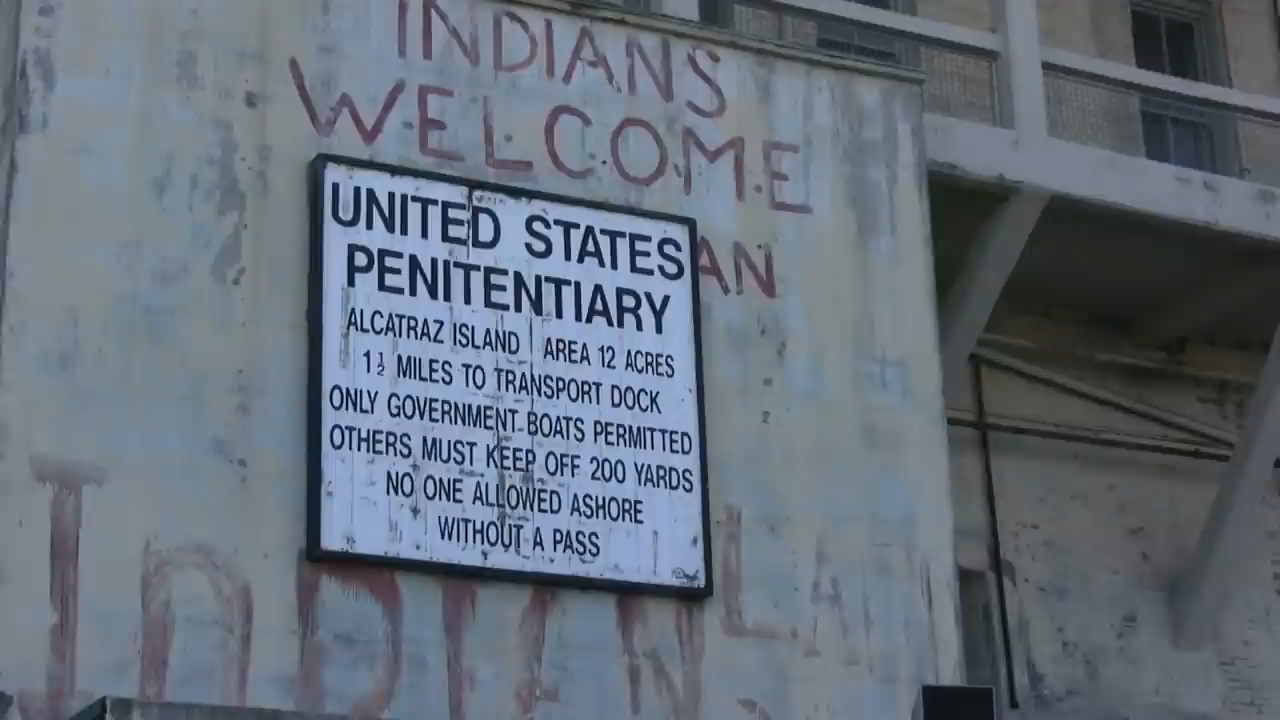 INDIANS
WELCOME
UNITED STATES
PENITENTIARY
ALCATRAZ ISLAND AREA 12 ACRES
1½ MILES TO TRANSPORT DOCK
ONLY GOVERNMENT BOATS PERMITTED
OTHERS MUST KEEP OFF 200 YARDS
NO ONE ALLOWED ASHORE
WITHOUT A PASS